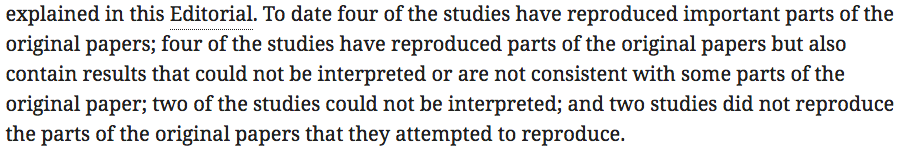 explained in this Editorial. To date four of the studies have reproduced important parts of the
original papers; four of the studies have reproduced parts of the original papers but also
contain results that could not be interpreted or are not consistent with some parts of the
original paper; two of the studies could not be interpreted; and two studies did not reproduce
the parts of the original papers that they attempted to reproduce.